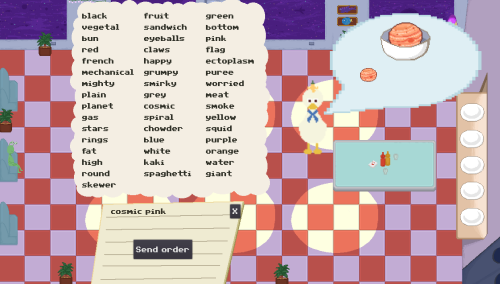 black fruit green
vegetal sandwich bottom
bun eyeballs pink
red claws flag
french happy ectoplasm
mechanical grumpy puree
mighty smirky worried
plain grey meat
planet cosmic smoke
gas spiral yellow
stars chowder squid
rings blue purple
fat white orange
high kaki water
round spaghetti giant
skewer
cosmic pink X
Send order